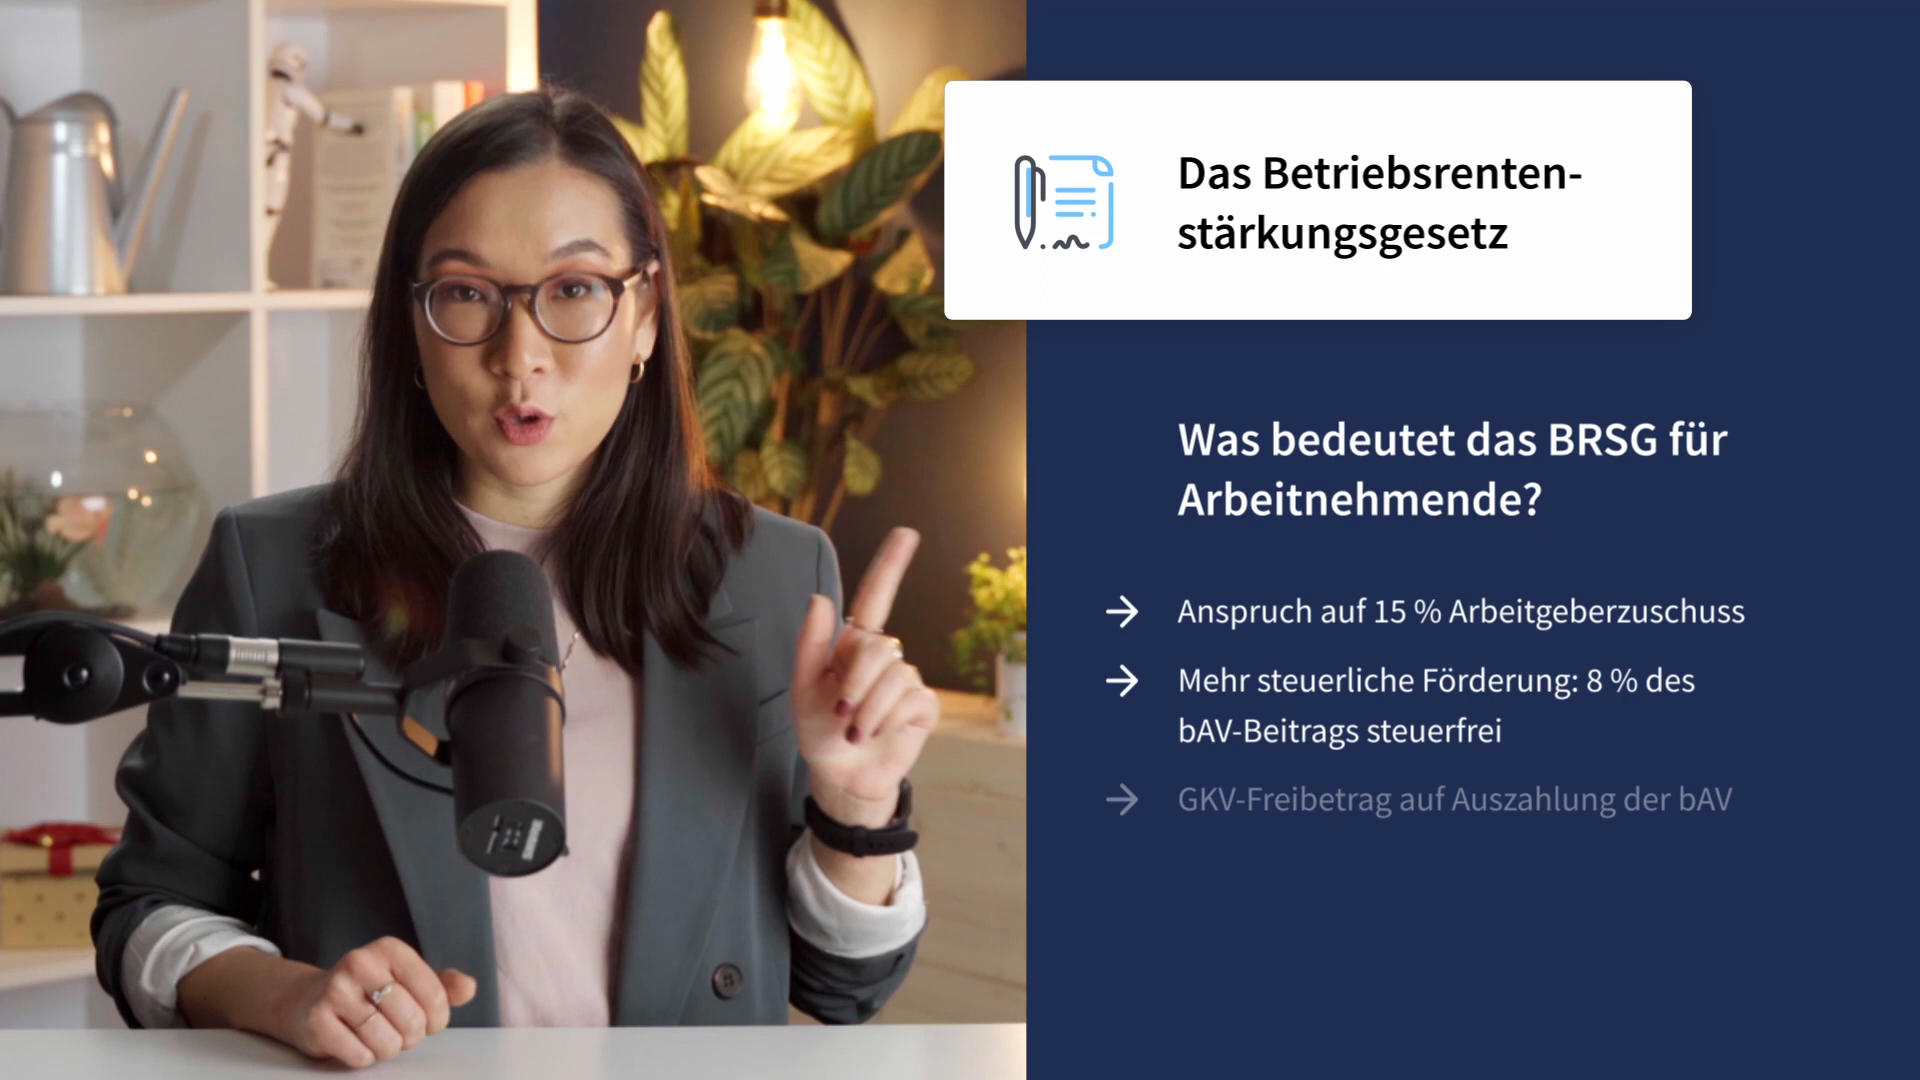 Das Betriebsrenten-
stärkungsgesetz
Was bedeutet das BRSG für
Arbeitnehmende?
→ Anspruch auf 15 % Arbeitgeberzuschuss
→ Mehr steuerliche Förderung: 8 % des
bAV-Beitrags steuerfrei
→ GKV-Freibetrag auf Auszahlung der bAV